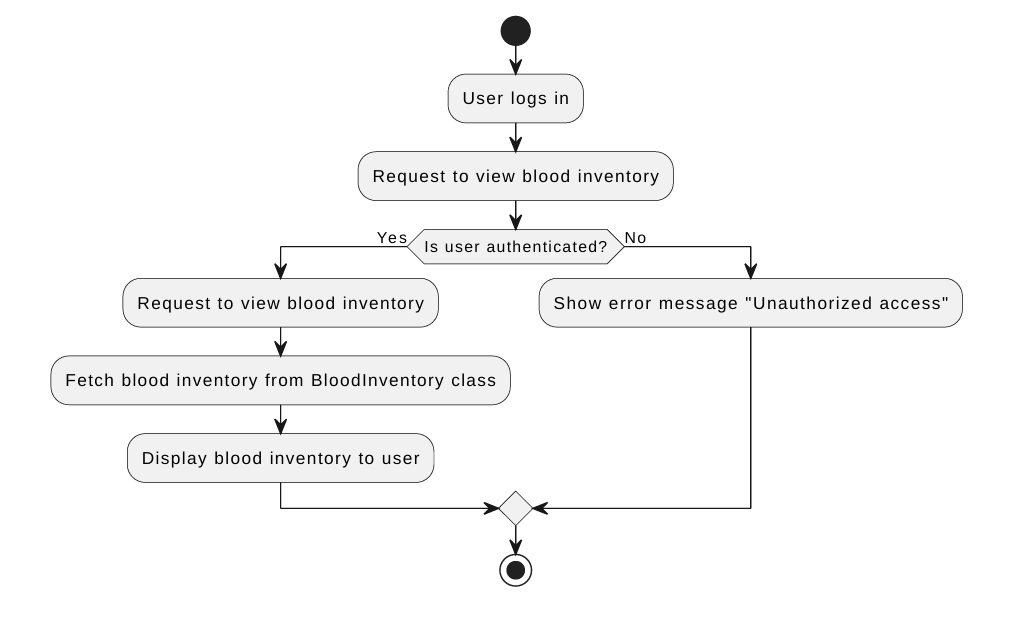 User logs in
Request to view blood inventory
Yes
Is user authenticated?
No
Request to view blood inventory
Show error message "Unauthorized access"
Fetch blood inventory from BloodInventory class
Display blood inventory to user